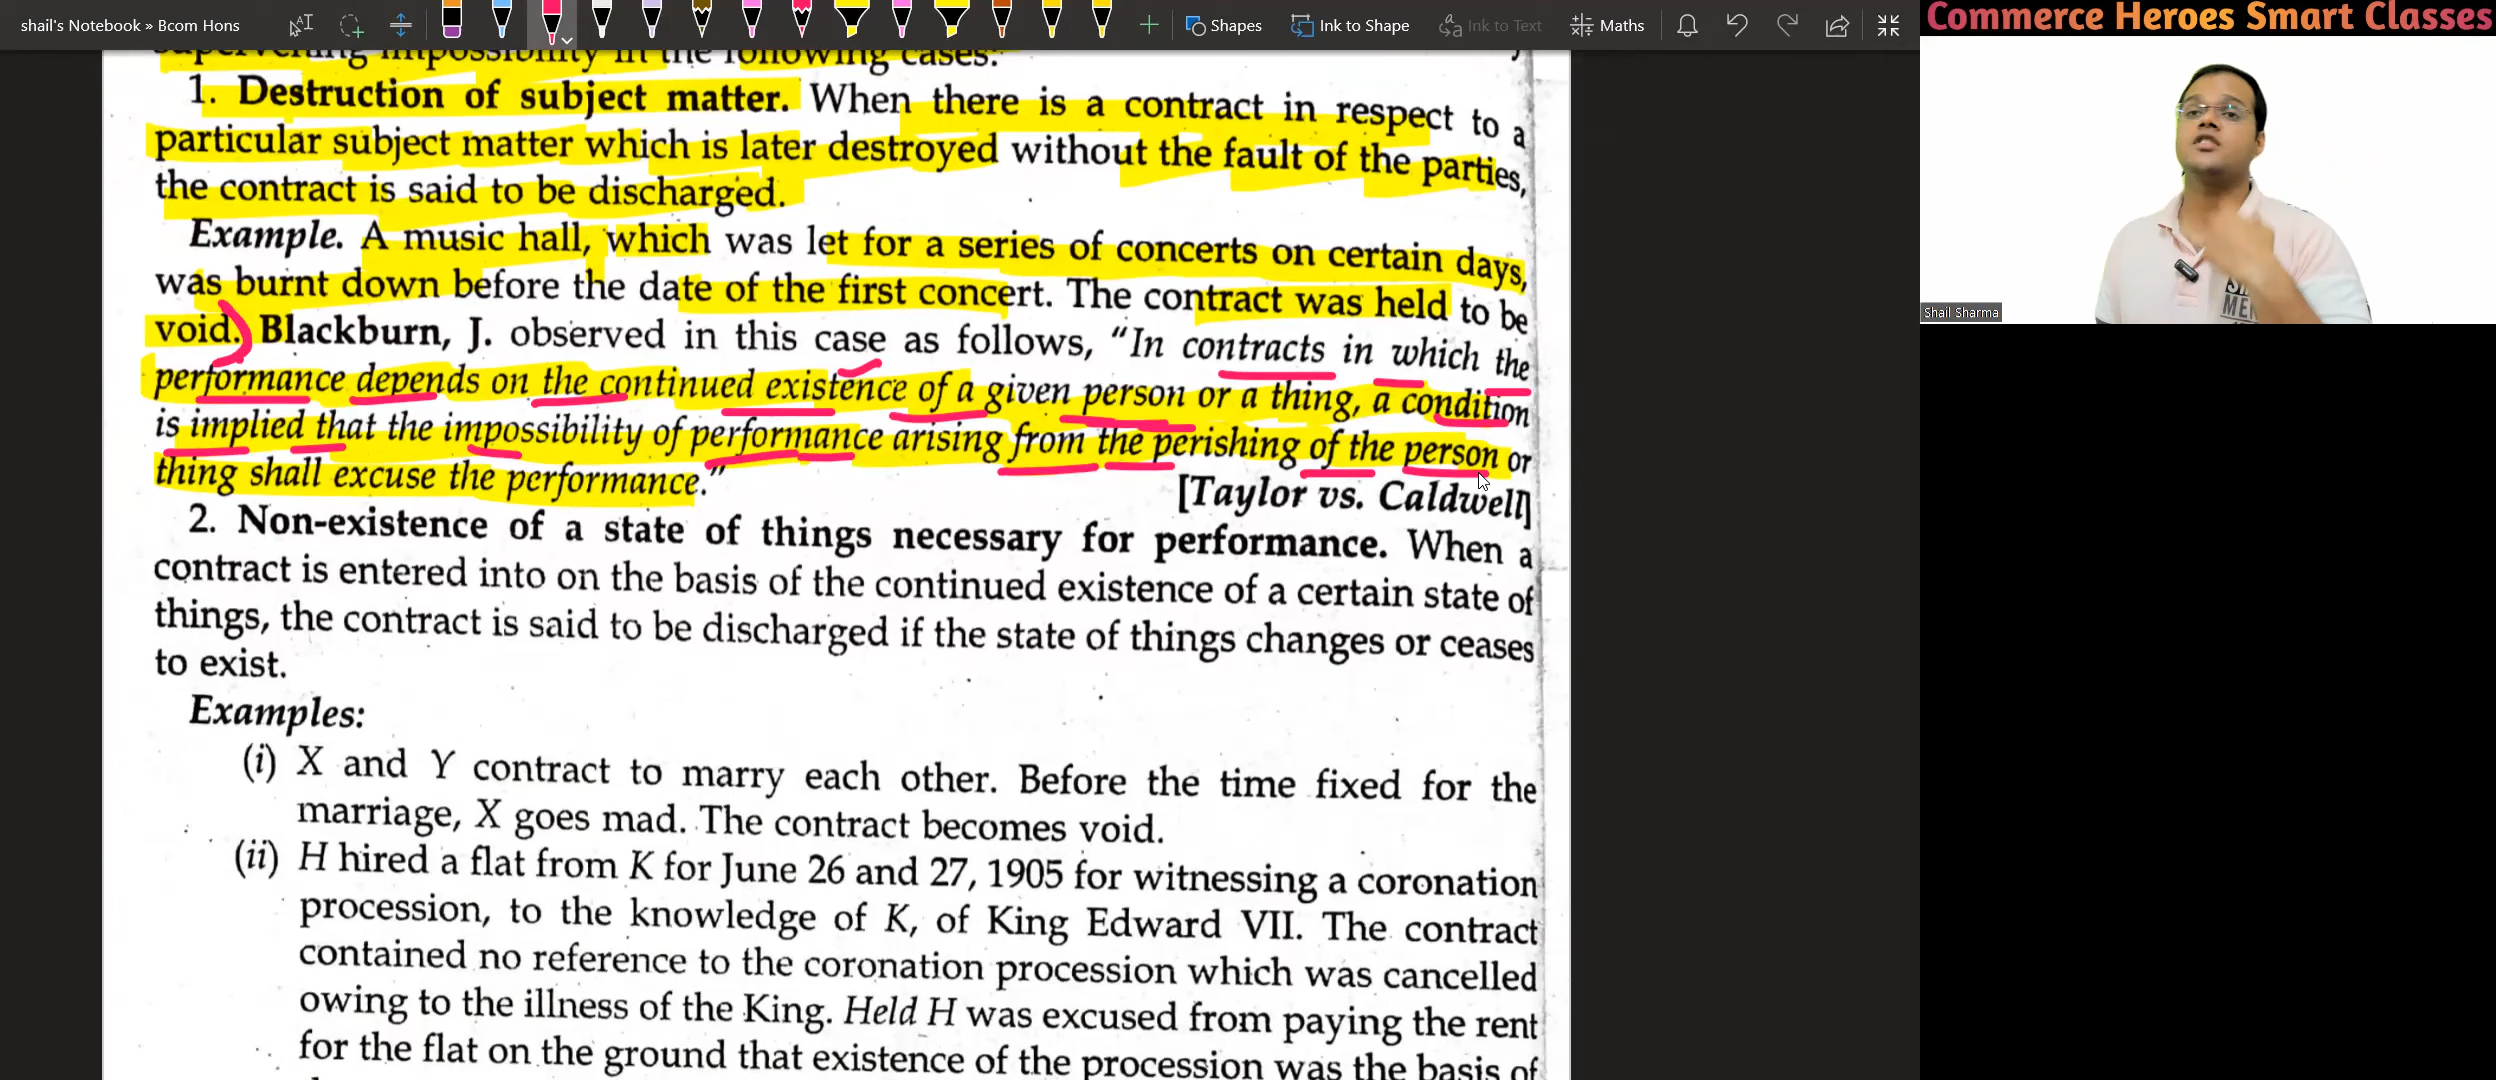 shail's Notebook » Bcom Hons
Shapes
Ink to Shape
Ink to Text
Maths
Commerce Heroes Smart Classes
supervening impossibility in the following cases:
1. Destruction of subject matter. When there is a contract in respect to a
particular subject matter which is later destroyed without the fault of the parties,
the contract is said to be discharged.
Example. A music hall, which was let for a series of concerts on certain days,
was burnt down before the date of the first concert. The contract was held to be
void. Blackburn, J. observed in this case as follows, "In contracts in which the
performance depends on the continued existence of a given person or a thing, a condition
is implied that the impossibility of performance arising from the perishing of the person or
thing shall excuse the performance."
[Taylor vs. Caldwell]
2. Non-existence of a state of things necessary for performance. When a
contract is entered into on the basis of the continued existence of a certain state of
things, the contract is said to be discharged if the state of things changes or ceases
to exist.
Examples:
(i) X and Y contract to marry each other. Before the time fixed for the
marriage, X goes mad. The contract becomes void.
(ii) H hired a flat from K for June 26 and 27, 1905 for witnessing a coronation
procession, to the knowledge of K, of King Edward VII. The contract
contained no reference to the coronation procession which was cancelled
owing to the illness of the King. Held H was excused from paying the rent
for the flat on the ground that existence of the procession was the basis of
Shail Sharma